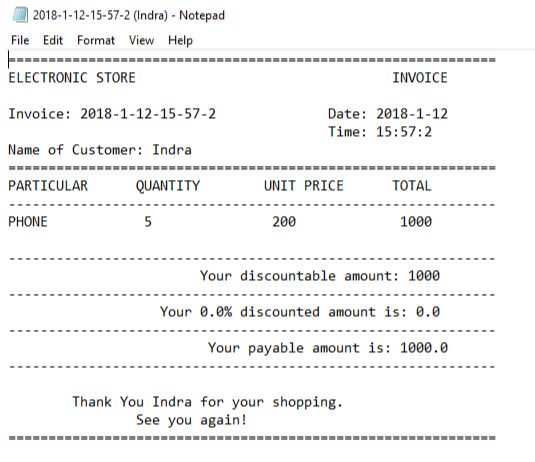 2018-1-12-15-57-2 (Indra) - Notepad
File Edit Format View Help
=============================================================
ELECTRONIC STORE                                INVOICE
Invoice: 2018-1-12-15-57-2              Date: 2018-1-12
                                        Time: 15:57:2
Name of Customer: Indra
=============================================================
PARTICULAR      QUANTITY        UNIT PRICE      TOTAL
-------------------------------------------------------------
PHONE            5               200             1000
-------------------------------------------------------------
                        Your discountable amount: 1000
-------------------------------------------------------------
                   Your 0.0% discounted amount is: 0.0
-------------------------------------------------------------
                         Your payable amount is: 1000.0
-------------------------------------------------------------
        Thank You Indra for your shopping.
                See you again!
=============================================================